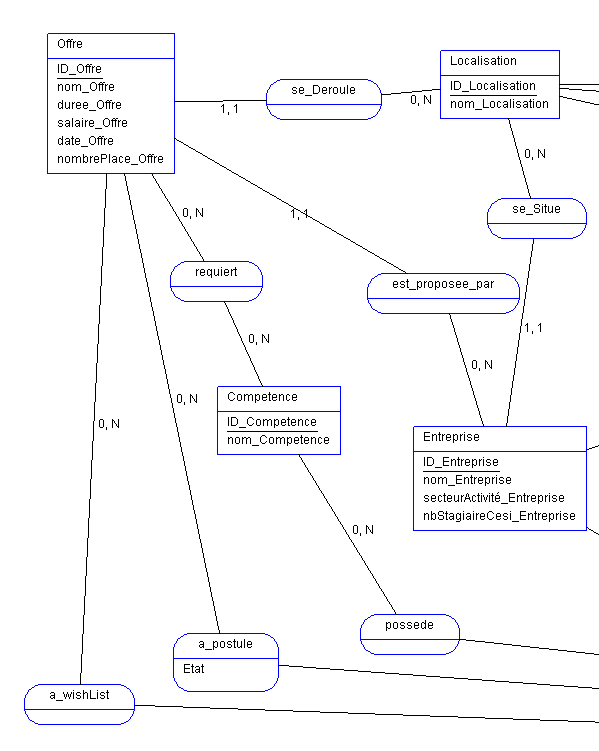 Offre
ID_Offre
nom_Offre
duree_Offre
salaire_Offre
date_Offre
nombrePlace_Offre
1, 1
se_Deroule
0, N
Localisation
ID_Localisation
nom_Localisation
0, N
se_Situe
1, 1
0, N
requiert
0, N
1, 1
est_proposee_par
0, N
Competence
ID_Competence
nom_Competence
0, N
Entreprise
ID_Entreprise
nom_Entreprise
secteurActivité_Entreprise
nbStagiaireCesi_Entreprise
0, N
0, N
possede
a_postule
Etat
a_wishList